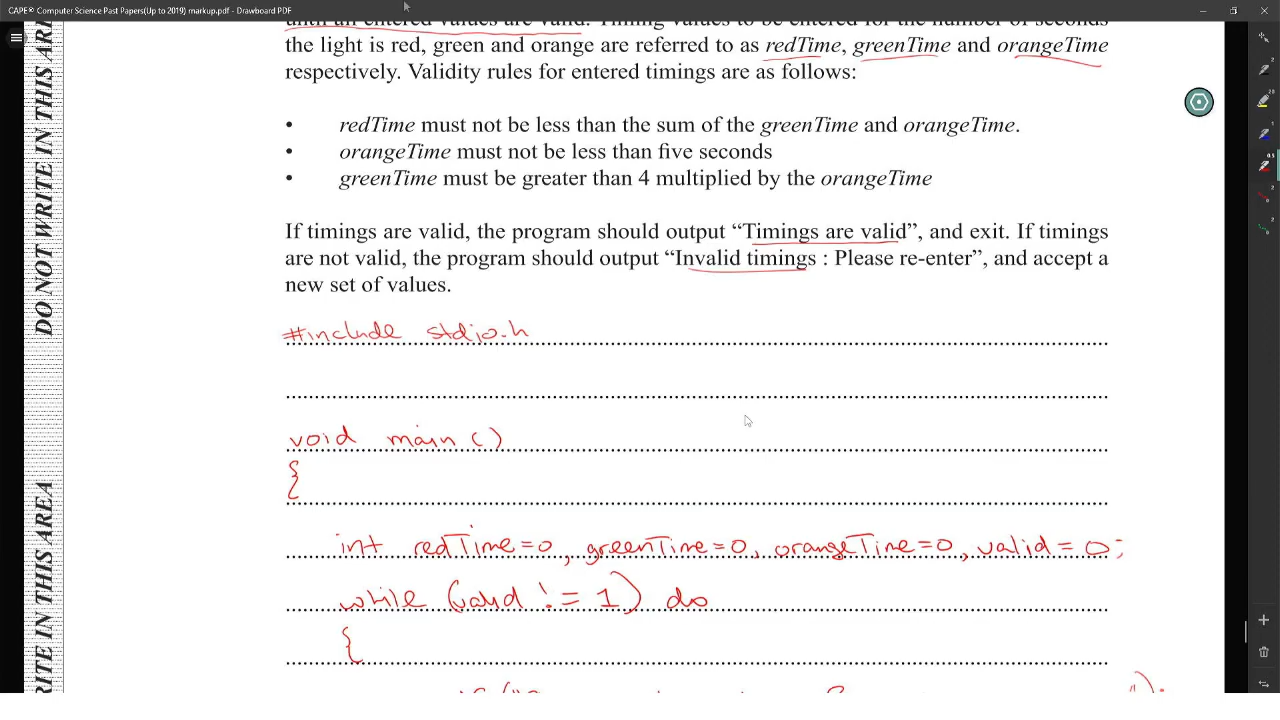 CAPE® Computer Science Past Papers(Up to 2019) markup.pdf - Drawboard PDF
until all entered values are valid. Timing values to be entered for the number of seconds
the light is red, green and orange are referred to as redTime, greenTime and orangeTime
respectively. Validity rules for entered timings are as follows:
• redTime must not be less than the sum of the greenTime and orangeTime.
• orangeTime must not be less than five seconds
• greenTime must be greater than 4 multiplied by the orangeTime
If timings are valid, the program should output “Timings are valid”, and exit. If timings
are not valid, the program should output “Invalid timings : Please re-enter”, and accept a
new set of values.
#include stdio.h
void main ()
{
int redTime=0, greenTime=0, orangeTime=0, valid = 0;
while (valid != 1) do
{
DO NOT WRITE IN THIS AR
RITE IN THIS AREA